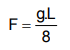 F = g.L
8